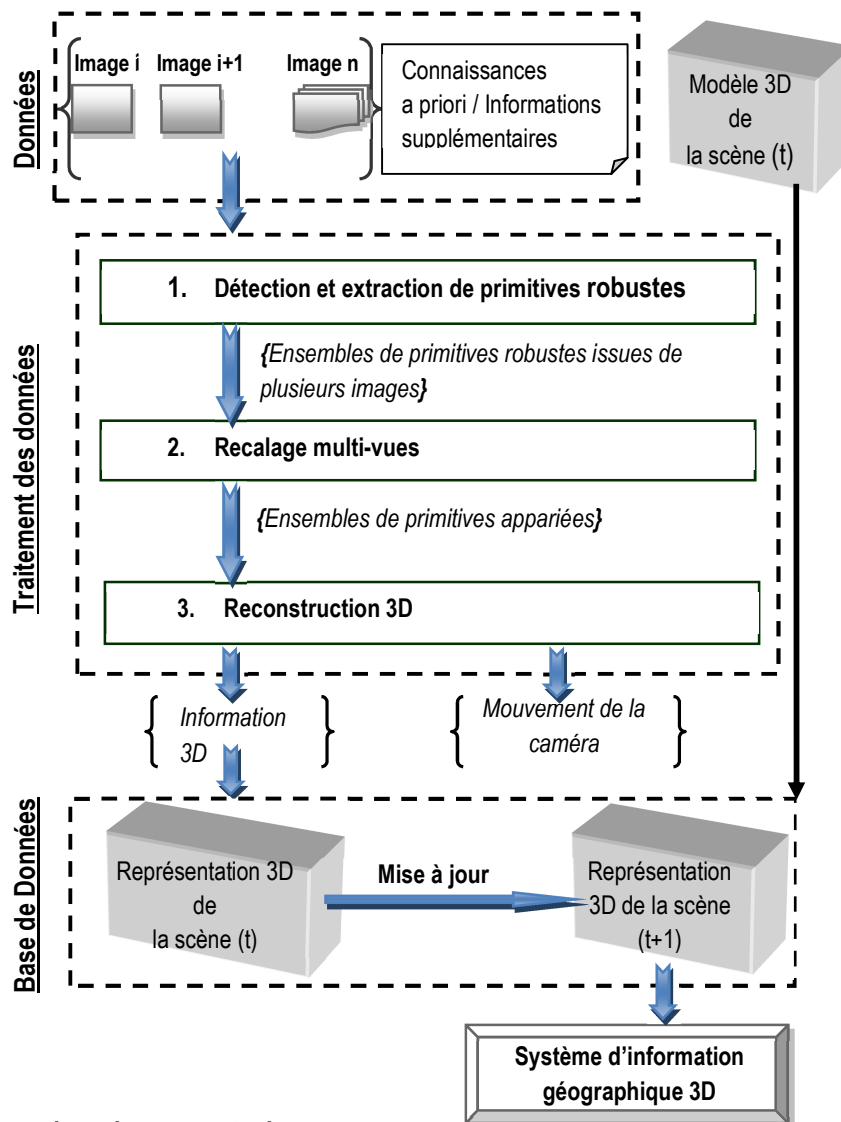 Données
Image i Image i+1 Image n
Connaissances
a priori / Informations
supplémentaires
Modèle 3D
de
la scène (t)
Traitement des données
1. Détection et extraction de primitives robustes
{Ensembles de primitives robustes issues de
plusieurs images}
2. Recalage multi-vues
{Ensembles de primitives appariées}
3. Reconstruction 3D
{ Information
3D }
{ Mouvement de la
caméra }
Base de Données
Représentation 3D
de
la scène (t)
Mise à jour
Représentation
3D de la scène
(t+1)
Système d’information
géographique 3D